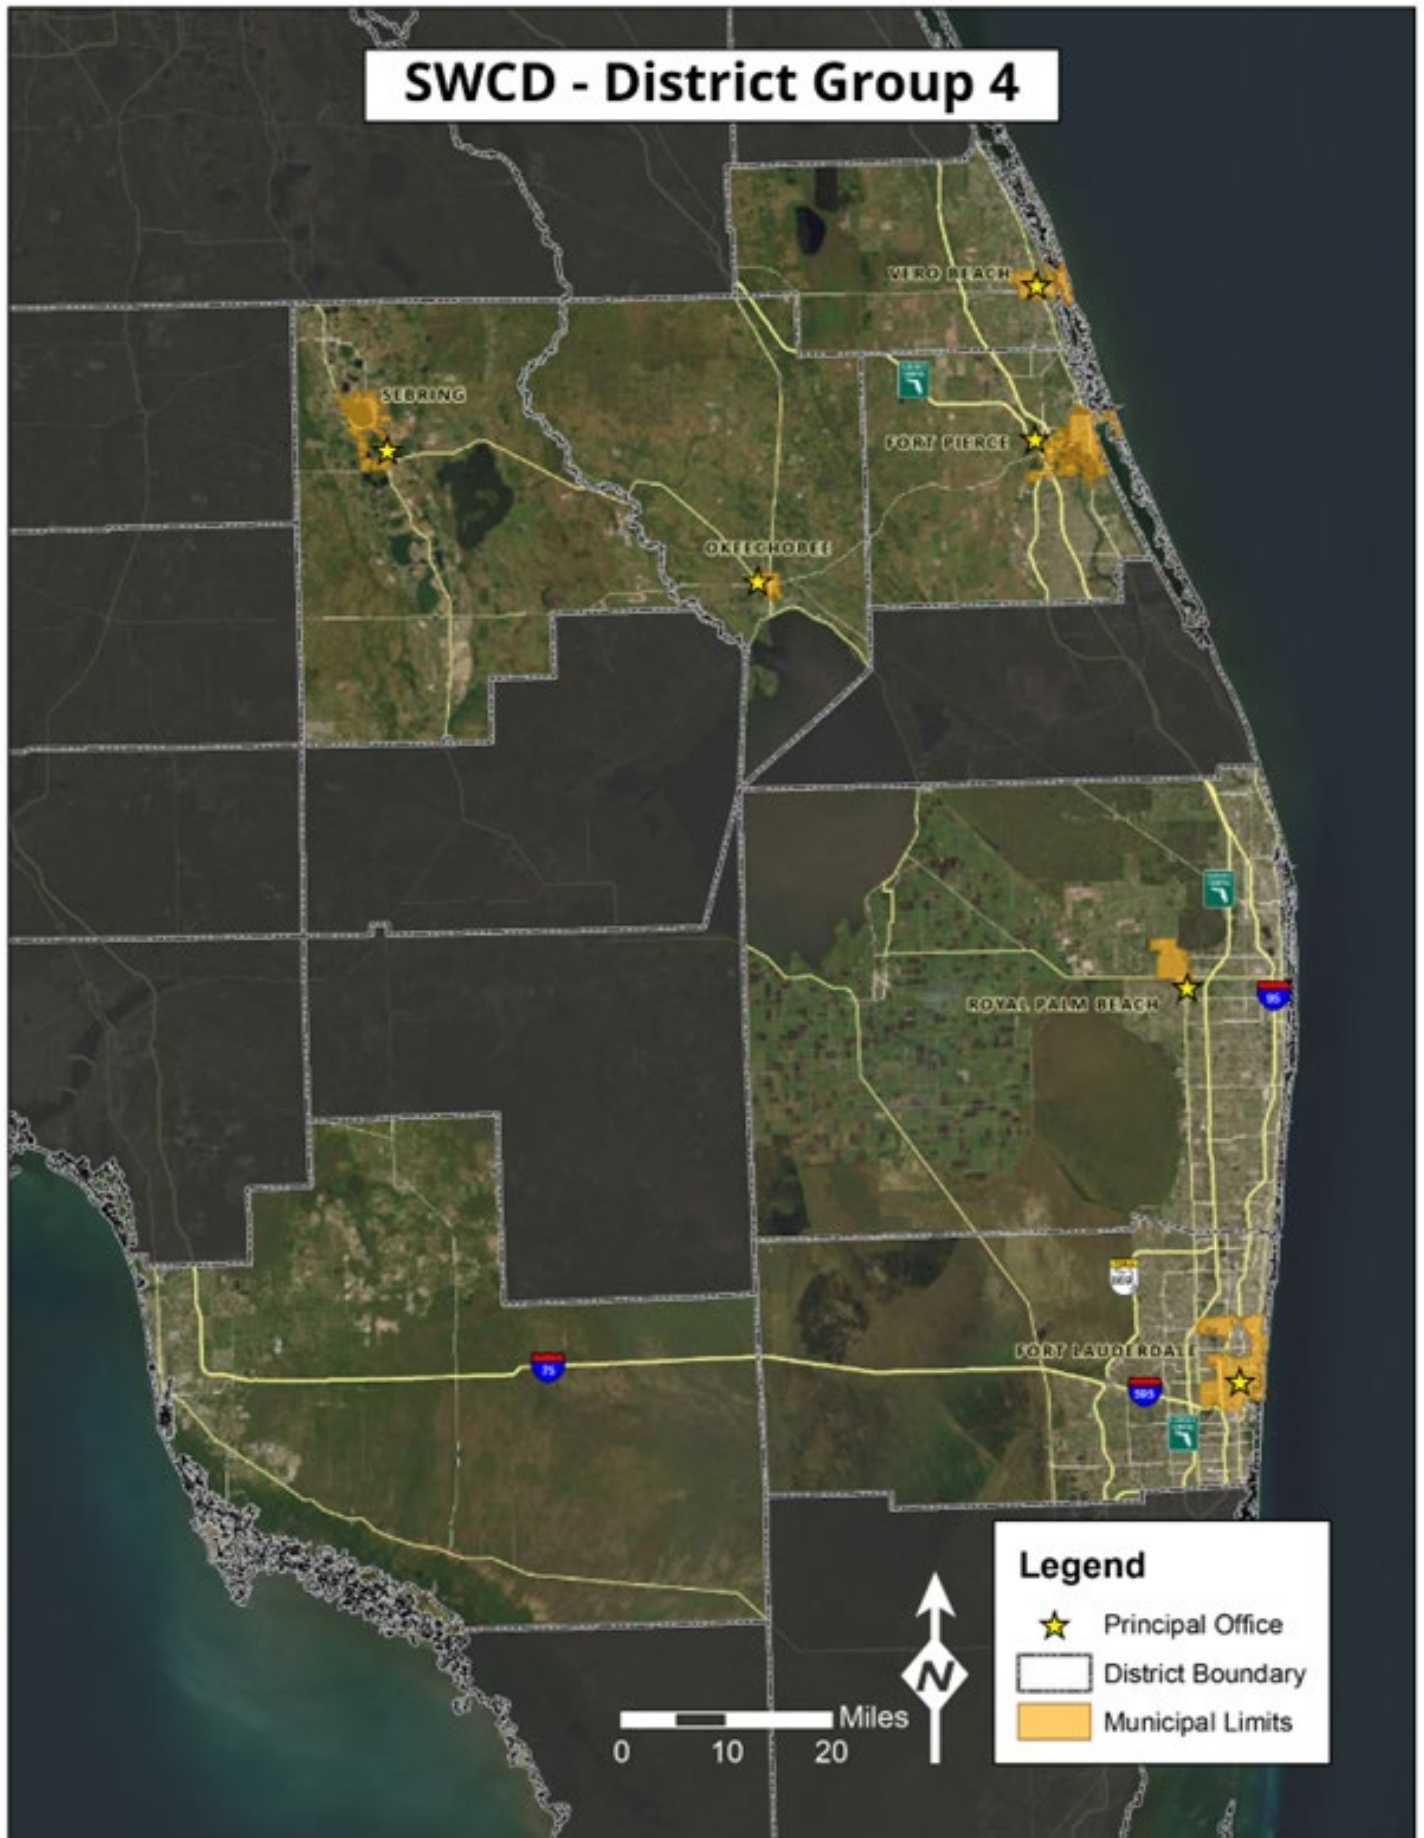 SWCD - District Group 4
VERO BEACH
SEBRING
FORT PIERCE
OKEECHOBEE
ROYAL PALM BEACH
95
869
FORT LAUDERDALE
75
595
Legend
Principal Office
District Boundary
Municipal Limits
N
Miles
0 10 20